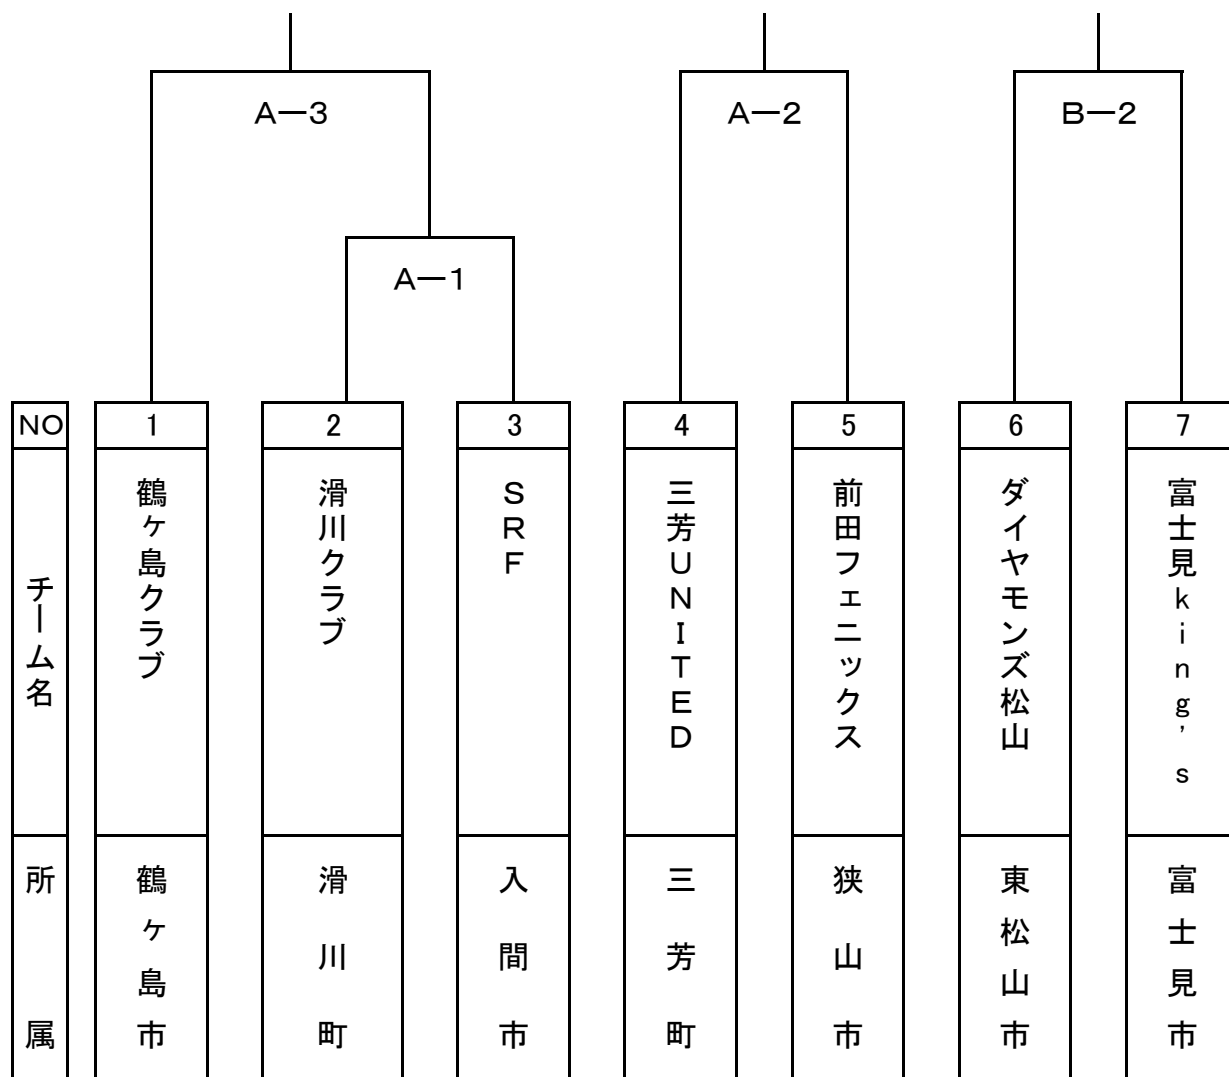 A―3
A―2
B―2
A―1
NO
1
2
3
4
5
6
7
チーム名
鶴ヶ島クラブ
滑川クラブ
SRF
三芳UNITED
前田フェニックス
ダイヤモンズ松山
富士見king’s
所属
鶴ヶ島市
滑川町
入間市
三芳町
狭山市
東松山市
富士見市